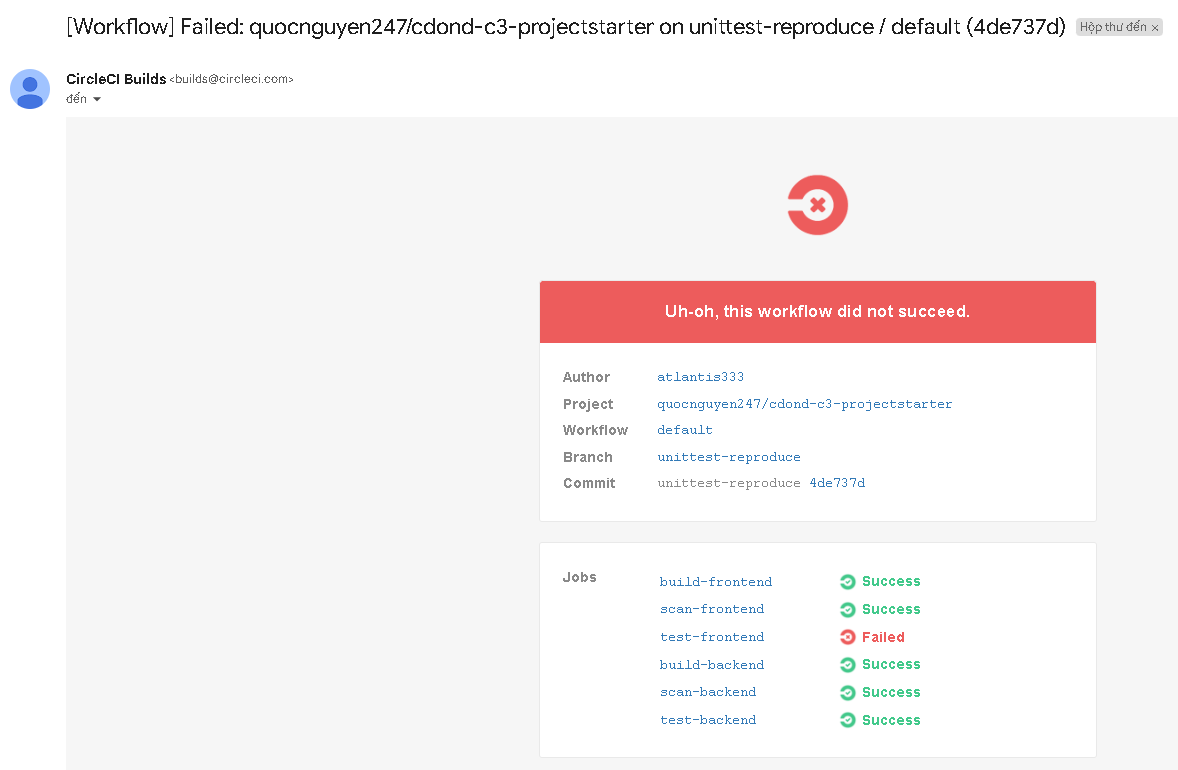 [Workflow] Failed: quocnguyen247/cdond-c3-projectstarter on unittest-reproduce / default (4de737d) Hộp thư đến ×
CircleCI Builds <builds@circleci.com>
đến
Uh-oh, this workflow did not succeed.
Author atlantis333
Project quocnguyen247/cdond-c3-projectstarter
Workflow default
Branch unittest-reproduce
Commit unittest-reproduce 4de737d
Jobs
build-frontend Success
scan-frontend Success
test-frontend Failed
build-backend Success
scan-backend Success
test-backend Success